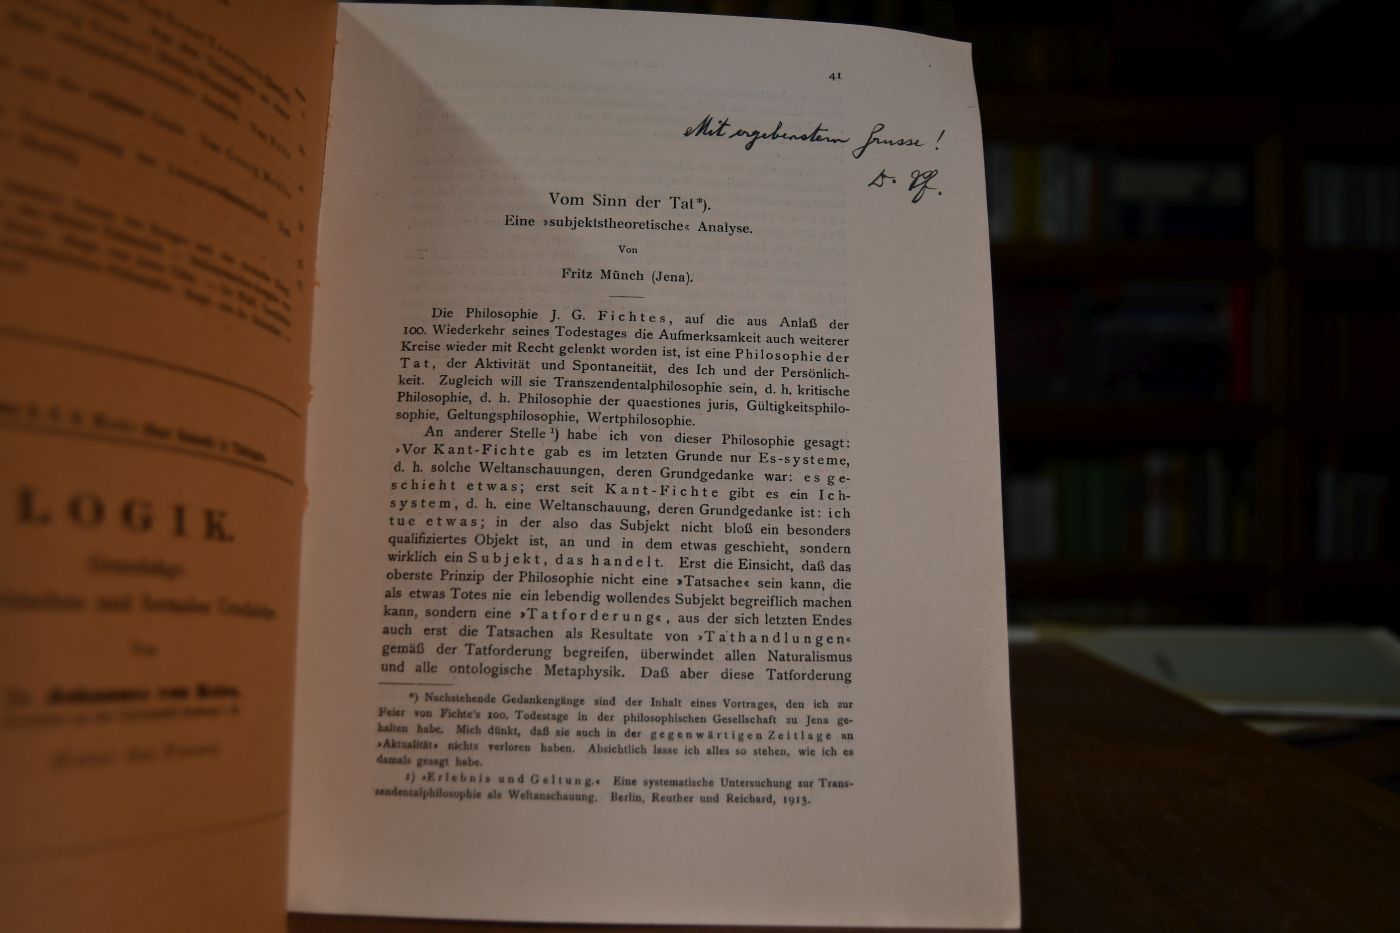 LOGIK.
41
Mit ergebenstem Grusse!
Vom Sinn der Tat*).
Eine »subjektstheoretische« Analyse.
Von
Fritz Münch (Jena).
Die Philosophie J. G. Fichtes, auf die aus Anlaß der
100. Wiederkehr seines Todestages die Aufmerksamkeit auch weiterer
Kreise wieder mit Recht gelenkt worden ist, ist eine Philosophie der
Tat, der Aktivität und Spontaneität, des Ich und der Persönlich-
keit. Zugleich will sie Transzendentalphilosophie sein, d. h. kritische
Philosophie, d. h. Philosophie der quaestiones juris, Gültigkeitsphilo-
sophie, Geltungsphilosophie, Wertphilosophie.
An anderer Stelle ¹) habe ich von dieser Philosophie gesagt:
»Vor Kant-Fichte gab es im letzten Grunde nur Es-systeme,
d. h. solche Weltanschauungen, deren Grundgedanke war: es ge-
schieht etwas; erst seit Kant-Fichte gibt es ein Ich-
system, d. h. eine Weltanschauung, deren Grundgedanke ist: ich
tue etwas; in der also das Subjekt nicht bloß ein besonders
qualifiziertes Objekt ist, an und in dem etwas geschieht, sondern
wirklich ein Subjekt, das handelt. Erst die Einsicht, daß das
oberste Prinzip der Philosophie nicht eine »Tatsache« sein kann, die
als etwas Totes nie ein lebendig wollendes Subjekt begreiflich machen
kann, sondern eine »Tatforderung«, aus der sich letzten Endes
auch erst die Tatsachen als Resultate von »Tathandlungen«
gemäß der Tatforderung begreifen, überwindet allen Naturalismus
und alle ontologische Metaphysik. Daß aber diese Tatforderung
*) Nachstehende Gedankengänge sind der Inhalt eines Vortrages, den ich zur
Feier von Fichte's 100. Todestage in der philosophischen Gesellschaft zu Jena ge-
halten habe. Mich dünkt, daß sie auch in der gegenwärtigen Zeitlage an
»Aktualität« nichts verloren haben. Absichtlich lasse ich alles so stehen, wie ich es
damals gesagt habe.
1) »Erlebnis und Geltung.« Eine systematische Untersuchung zur Trans-
sendentalphilosophie als Weltanschauung. Berlin, Reuther und Reichard, 1913.